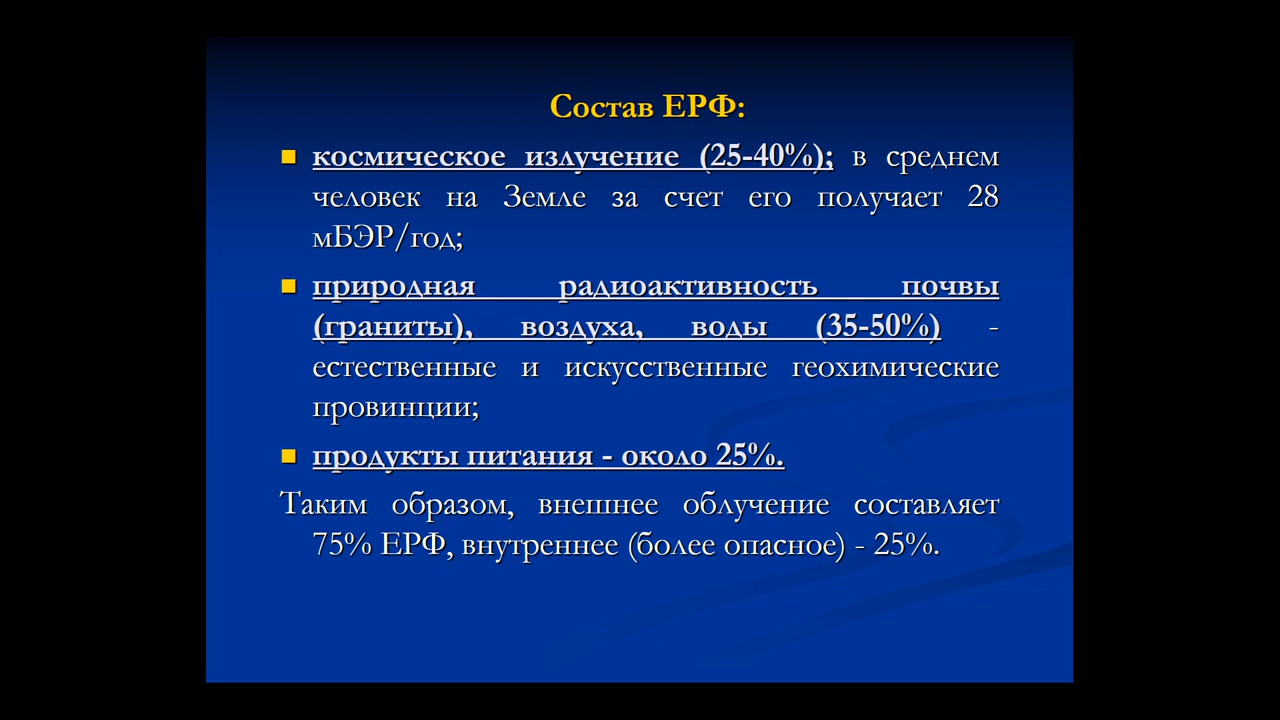 Состав ЕРФ:
космическое излучение (25-40%); в среднем
человек на Земле за счет его получает 28
мБЭР/год;
природная радиоактивность почвы
(граниты), воздуха, воды (35-50%) -
естественные и искусственные геохимические
провинции;
продукты питания - около 25%.
Таким образом, внешнее облучение составляет
75% ЕРФ, внутреннее (более опасное) - 25%.